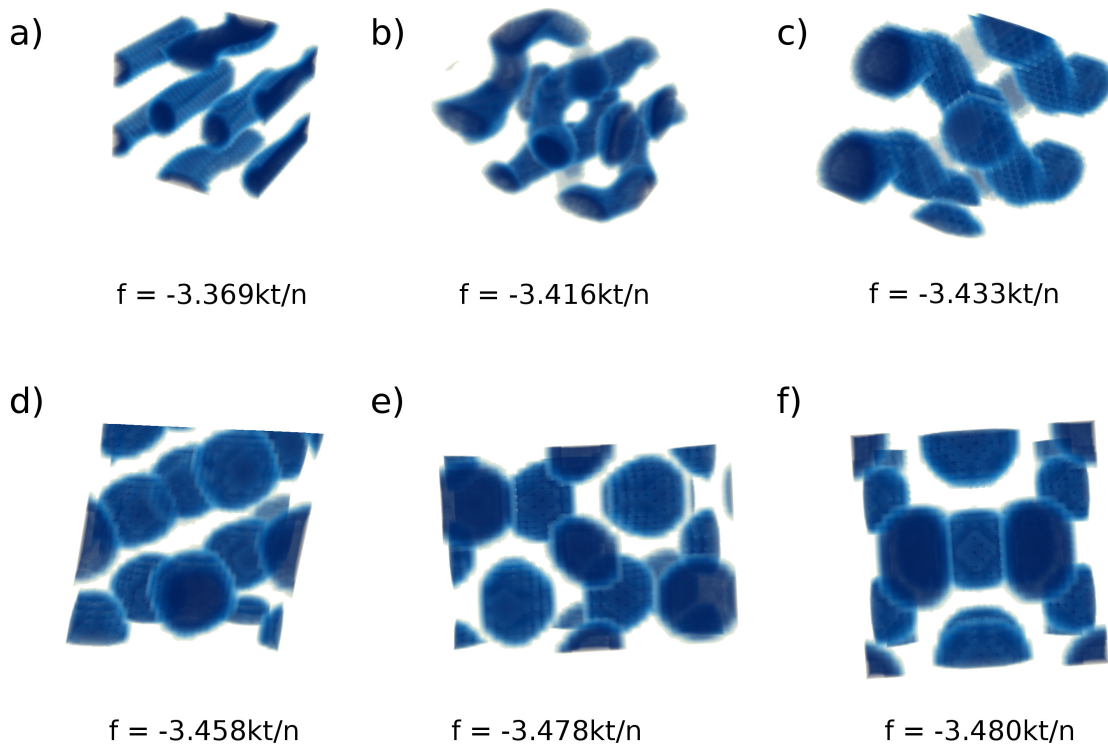 a)
b)
c)
f = -3.369kt/n
f = -3.416kt/n
f = -3.433kt/n
d)
e)
f)
f = -3.458kt/n
f = -3.478kt/n
f = -3.480kt/n